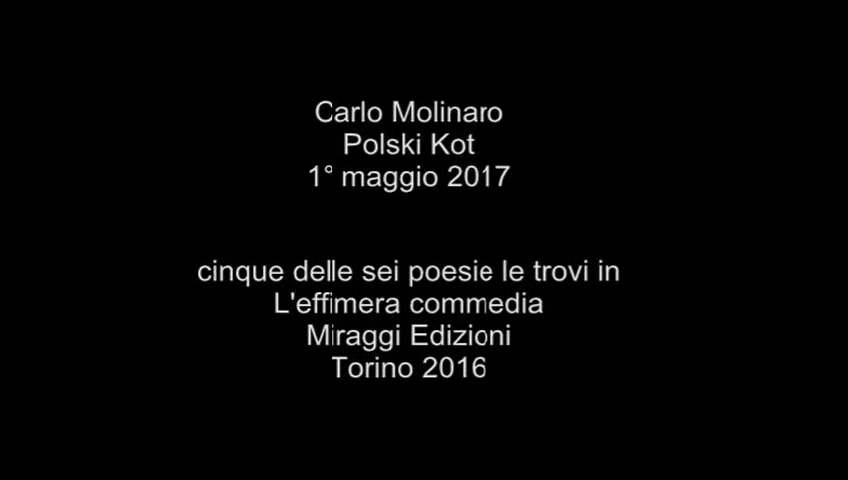 Carlo Molinaro
Polski Kot
1° maggio 2017
cinque delle sei poesie le trovi in
L'effimera commedia
Miraggi Edizioni
Torino 2016